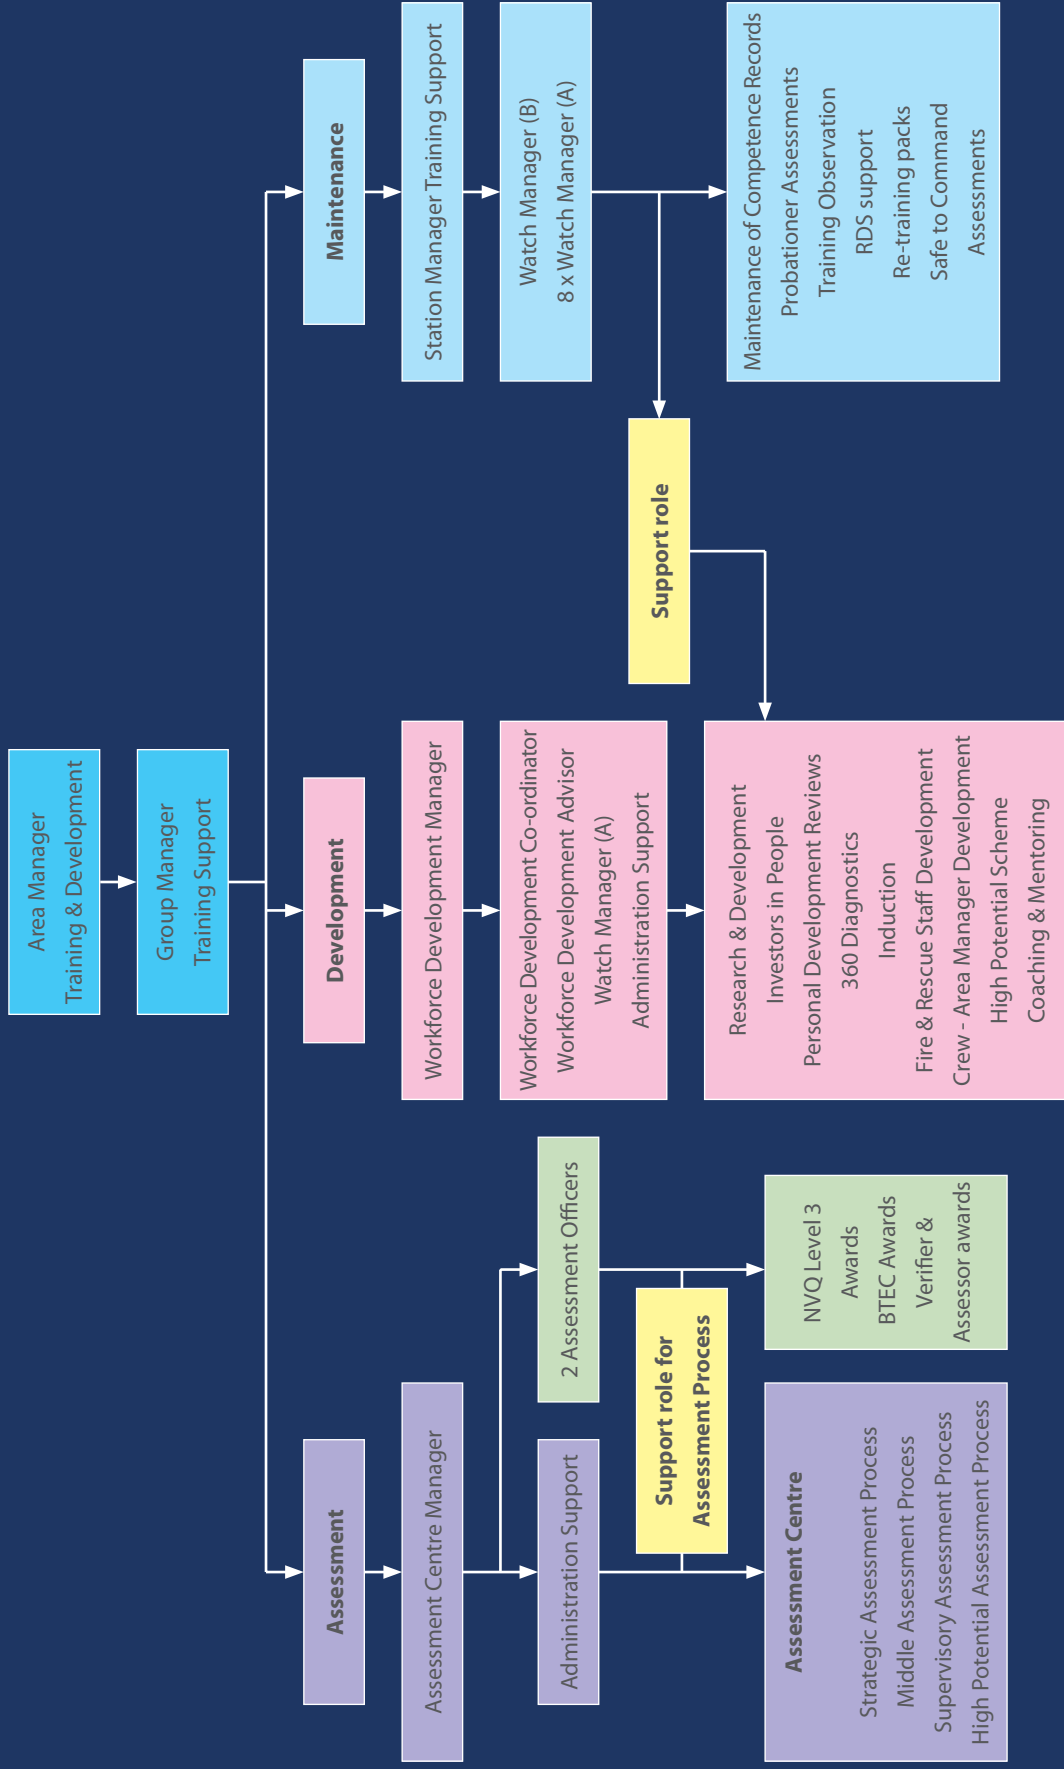 Area Manager
Training & Development
Group Manager
Training Support
Assessment
Assessment Centre Manager
Administration Support
2 Assessment Officers
Support role for
Assessment Process
Assessment Centre
Strategic Assessment Process
Middle Assessment Process
Supervisory Assessment Process
High Potential Assessment Process
NVQ Level 3
Awards
BTEC Awards
Verifier &
Assessor awards
Development
Workforce Development Manager
Workforce Development Co-ordinator
Workforce Development Advisor
Watch Manager (A)
Administration Support
Research & Development
Investors in People
Personal Development Reviews
360 Diagnostics
Induction
Fire & Rescue Staff Development
Crew - Area Manager Development
High Potential Scheme
Coaching & Mentoring
Support role
Maintenance
Station Manager Training Support
Watch Manager (B)
8 x Watch Manager (A)
Maintenance of Competence Records
Probationer Assessments
Training Observation
RDS support
Re-training packs
Safe to Command
Assessments